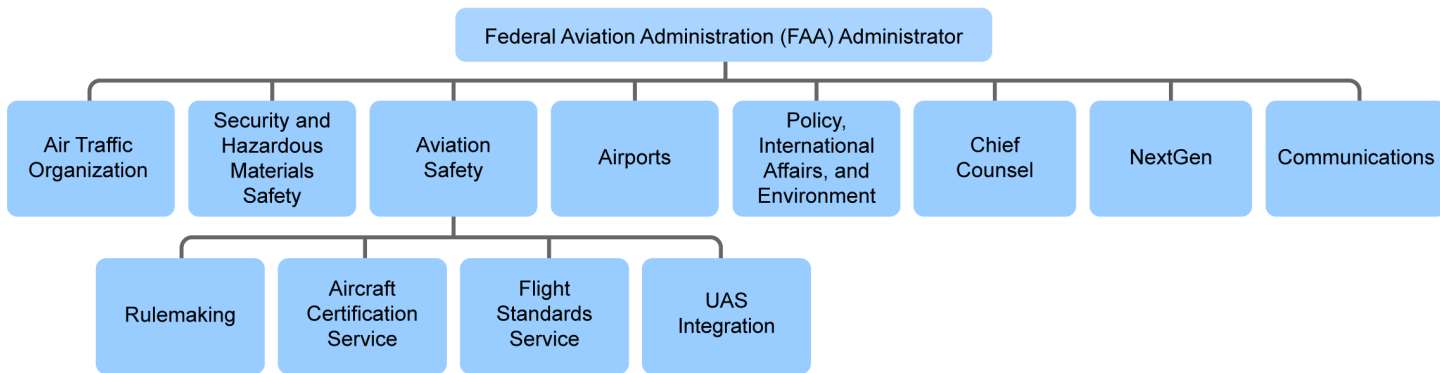 Federal Aviation Administration (FAA) Administrator
Air Traffic
Organization
Security and
Hazardous
Materials
Safety
Aviation
Safety
Airports
Policy,
International
Affairs, and
Environment
Chief
Counsel
NextGen
Communications
Rulemaking
Aircraft
Certification
Service
Flight
Standards
Service
UAS
Integration